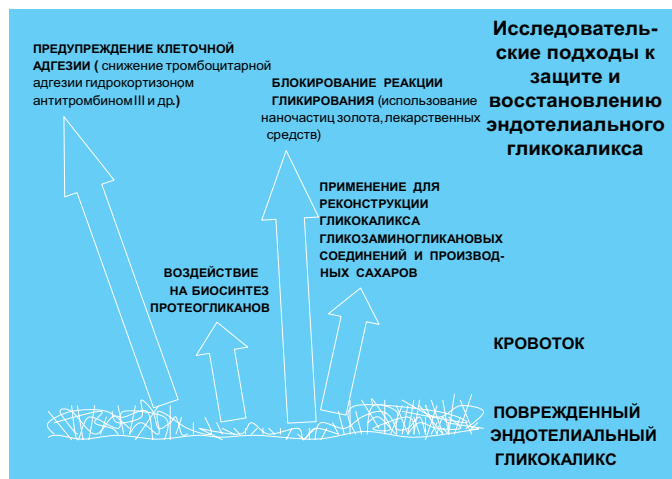 Исследователь-
ские подходы к
защите и
восстановлению
эндотелиального
гликокаликса
ПРЕДУПРЕЖДЕНИЕ КЛЕТОЧНОЙ
АДГЕЗИИ ( снижение тромбоцитарной
адгезии гидрокортизоном,
антитромбином III и др.)
БЛОКИРОВАНИЕ РЕАКЦИИ
ГЛИКИРОВАНИЯ (использование
наночастиц золота, лекарственных
средств)
ПРИМЕНЕНИЕ ДЛЯ
РЕКОНСТРУКЦИИ
ГЛИКОКАЛИКСА
ГЛИКОЗАМИНОГЛИКАНОВЫХ
СОЕДИНЕНИЙ И ПРОИЗВОД-
НЫХ САХАРОВ
ВОЗДЕЙСТВИЕ
НА БИОСИНТЕЗ
ПРОТЕОГЛИКАНОВ
КРОВОТОК
ПОВРЕЖДЕННЫЙ
ЭНДОТЕЛИАЛЬНЫЙ
ГЛИКОКАЛИКС